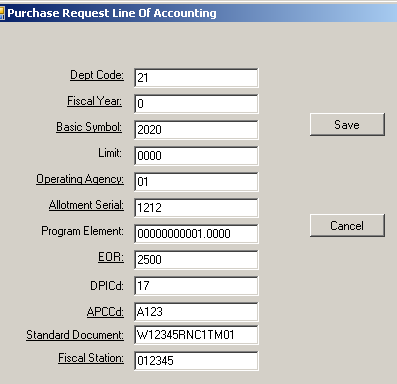 Purchase Request Line Of Accounting
Dept Code: 21
Fiscal Year: 0
Basic Symbol: 2020
Limit: 0000
Operating Agency: 01
Allotment Serial: 1212
Program Element: 00000000001.0000
EOR: 2500
DPICd: 17
APCCd: A123
Standard Document: W12345RNC1TM01
Fiscal Station: 012345
Save
Cancel